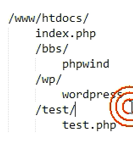 /www/htdocs/
index.php
/bbs/
phpwind
/wp/
wordpress
/test/
test.php